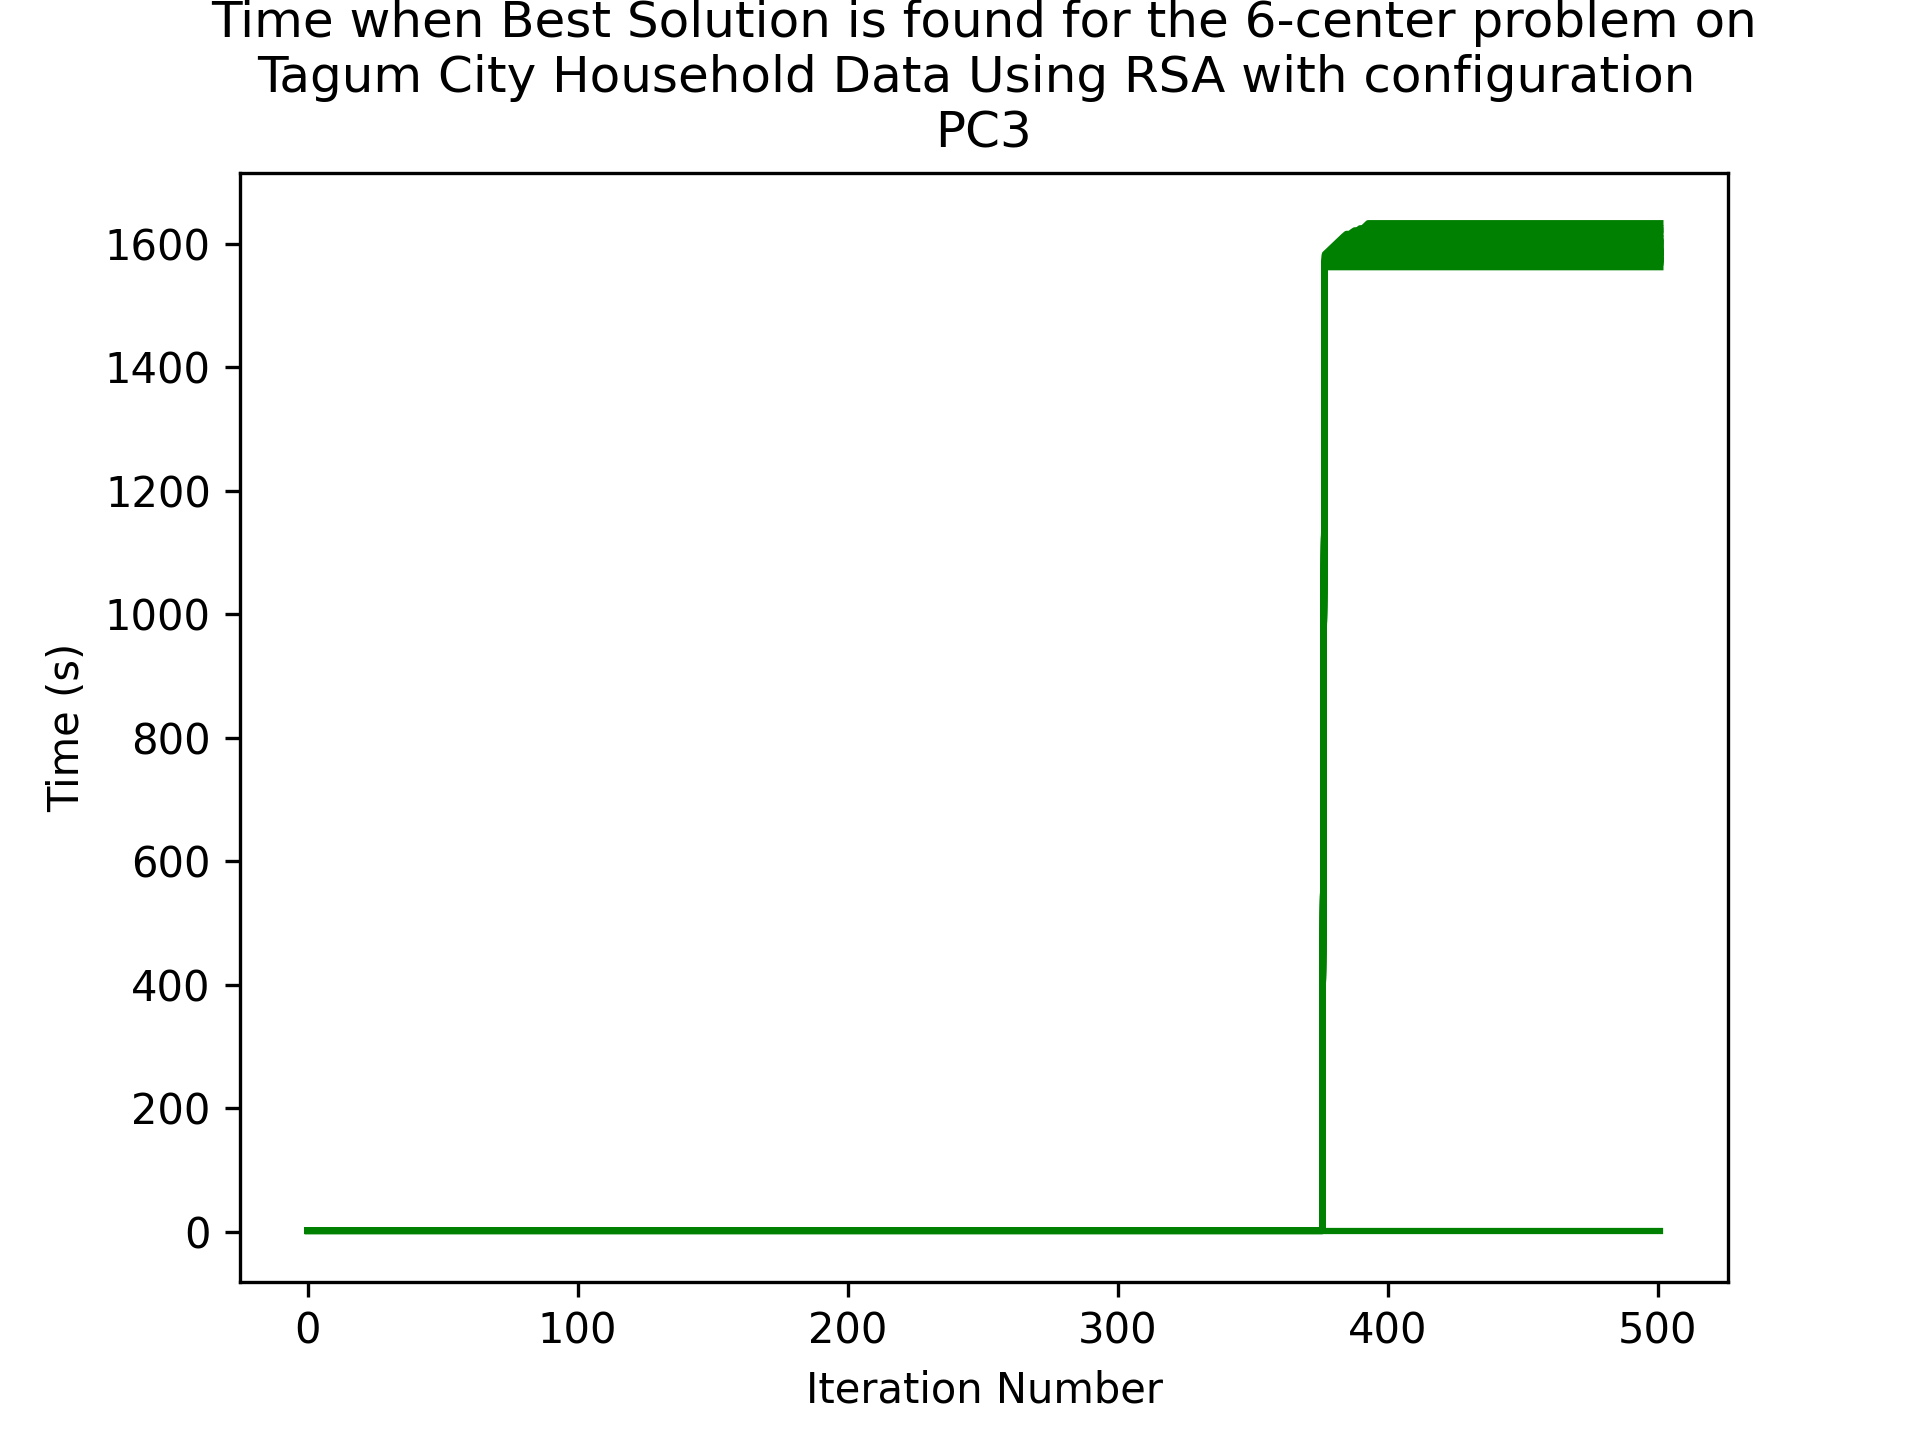 Time when Best Solution is found for the 6-center problem on
Tagum City Household Data Using RSA with configuration
PC3
1600
1400
1200
1000
800
600
400
200
0
Time (s)
0 100 200 300 400 500
Iteration Number